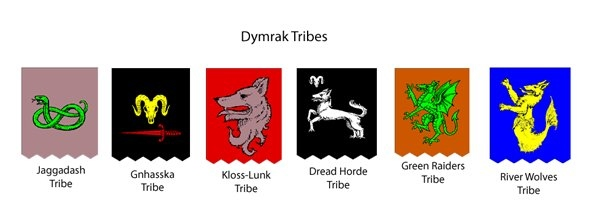 Dymrak Tribes
Jaggadash
Tribe
Gnhasska
Tribe
Kloss-Lunk
Tribe
Dread Horde
Tribe
Green Raiders
Tribe
River Wolves
Tribe